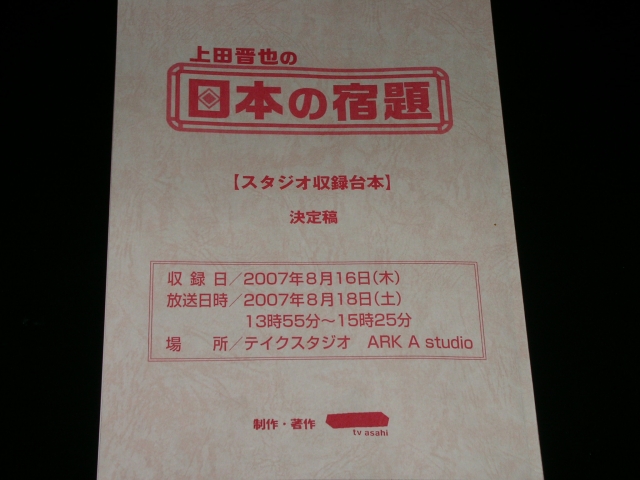 上田晋也の
日本の宿題
【スタジオ収録台本】
決定稿
収録日／2007年8月16日(木)
放送日時／2007年8月18日(土)
13時55分～15時25分
場所／テイクスタジオ ARK A studio
制作・著作
tv asahi